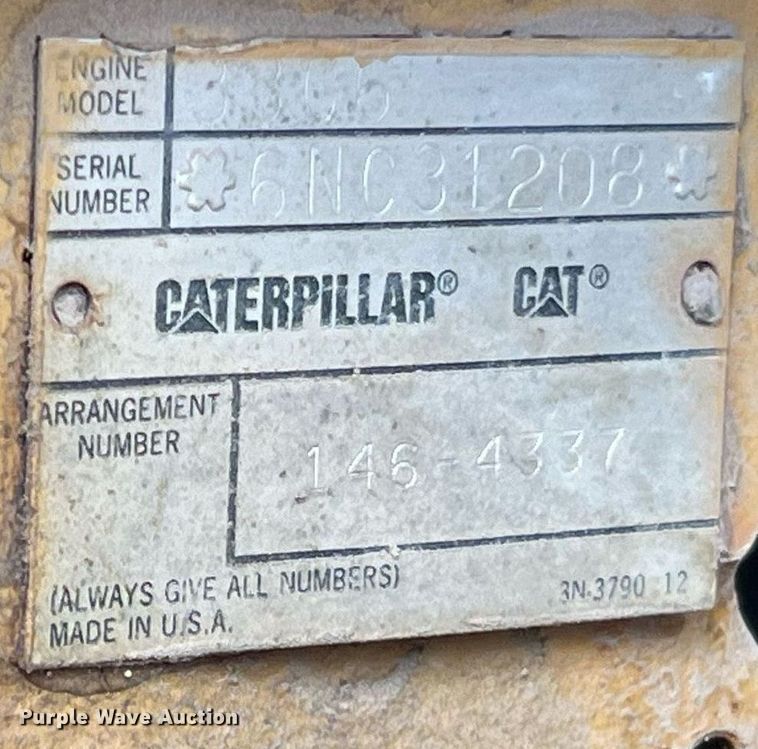 ENGINE
MODEL 3306
SERIAL
NUMBER *6NC31208*
CATERPILLAR® CAT®
ARRANGEMENT
NUMBER
146-4337
(ALWAYS GIVE ALL NUMBERS)
MADE IN U.S.A.
3N-3790 12
Purple Wave Auction